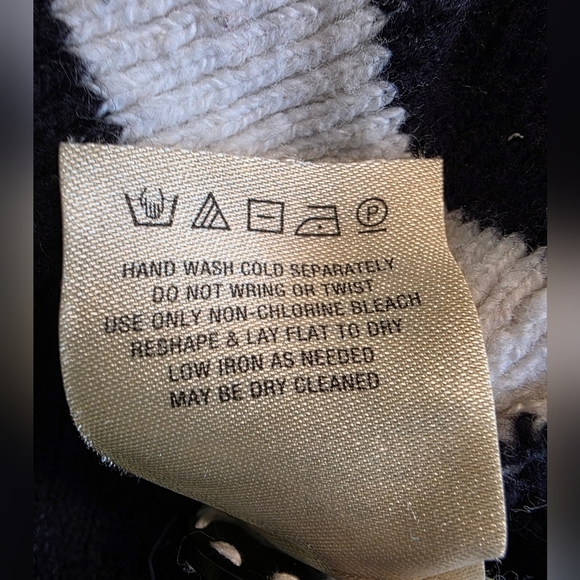 P
HAND WASH COLD SEPARATELY
DO NOT WRING OR TWIST
USE ONLY NON-CHLORINE BLEACH
RESHAPE & LAY FLAT TO DRY
LOW IRON AS NEEDED
MAY BE DRY CLEANED